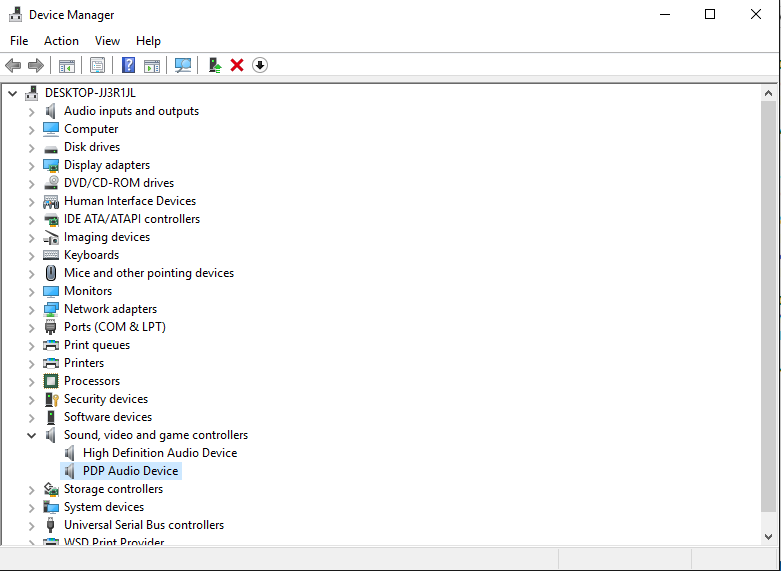 Device Manager
File Action View Help
DESKTOP-JJ3R1JL
Audio inputs and outputs
Computer
Disk drives
Display adapters
DVD/CD-ROM drives
Human Interface Devices
IDE ATA/ATAPI controllers
Imaging devices
Keyboards
Mice and other pointing devices
Monitors
Network adapters
Ports (COM & LPT)
Print queues
Printers
Processors
Security devices
Software devices
Sound, video and game controllers
High Definition Audio Device
PDP Audio Device
Storage controllers
System devices
Universal Serial Bus controllers
WSD Print Provider